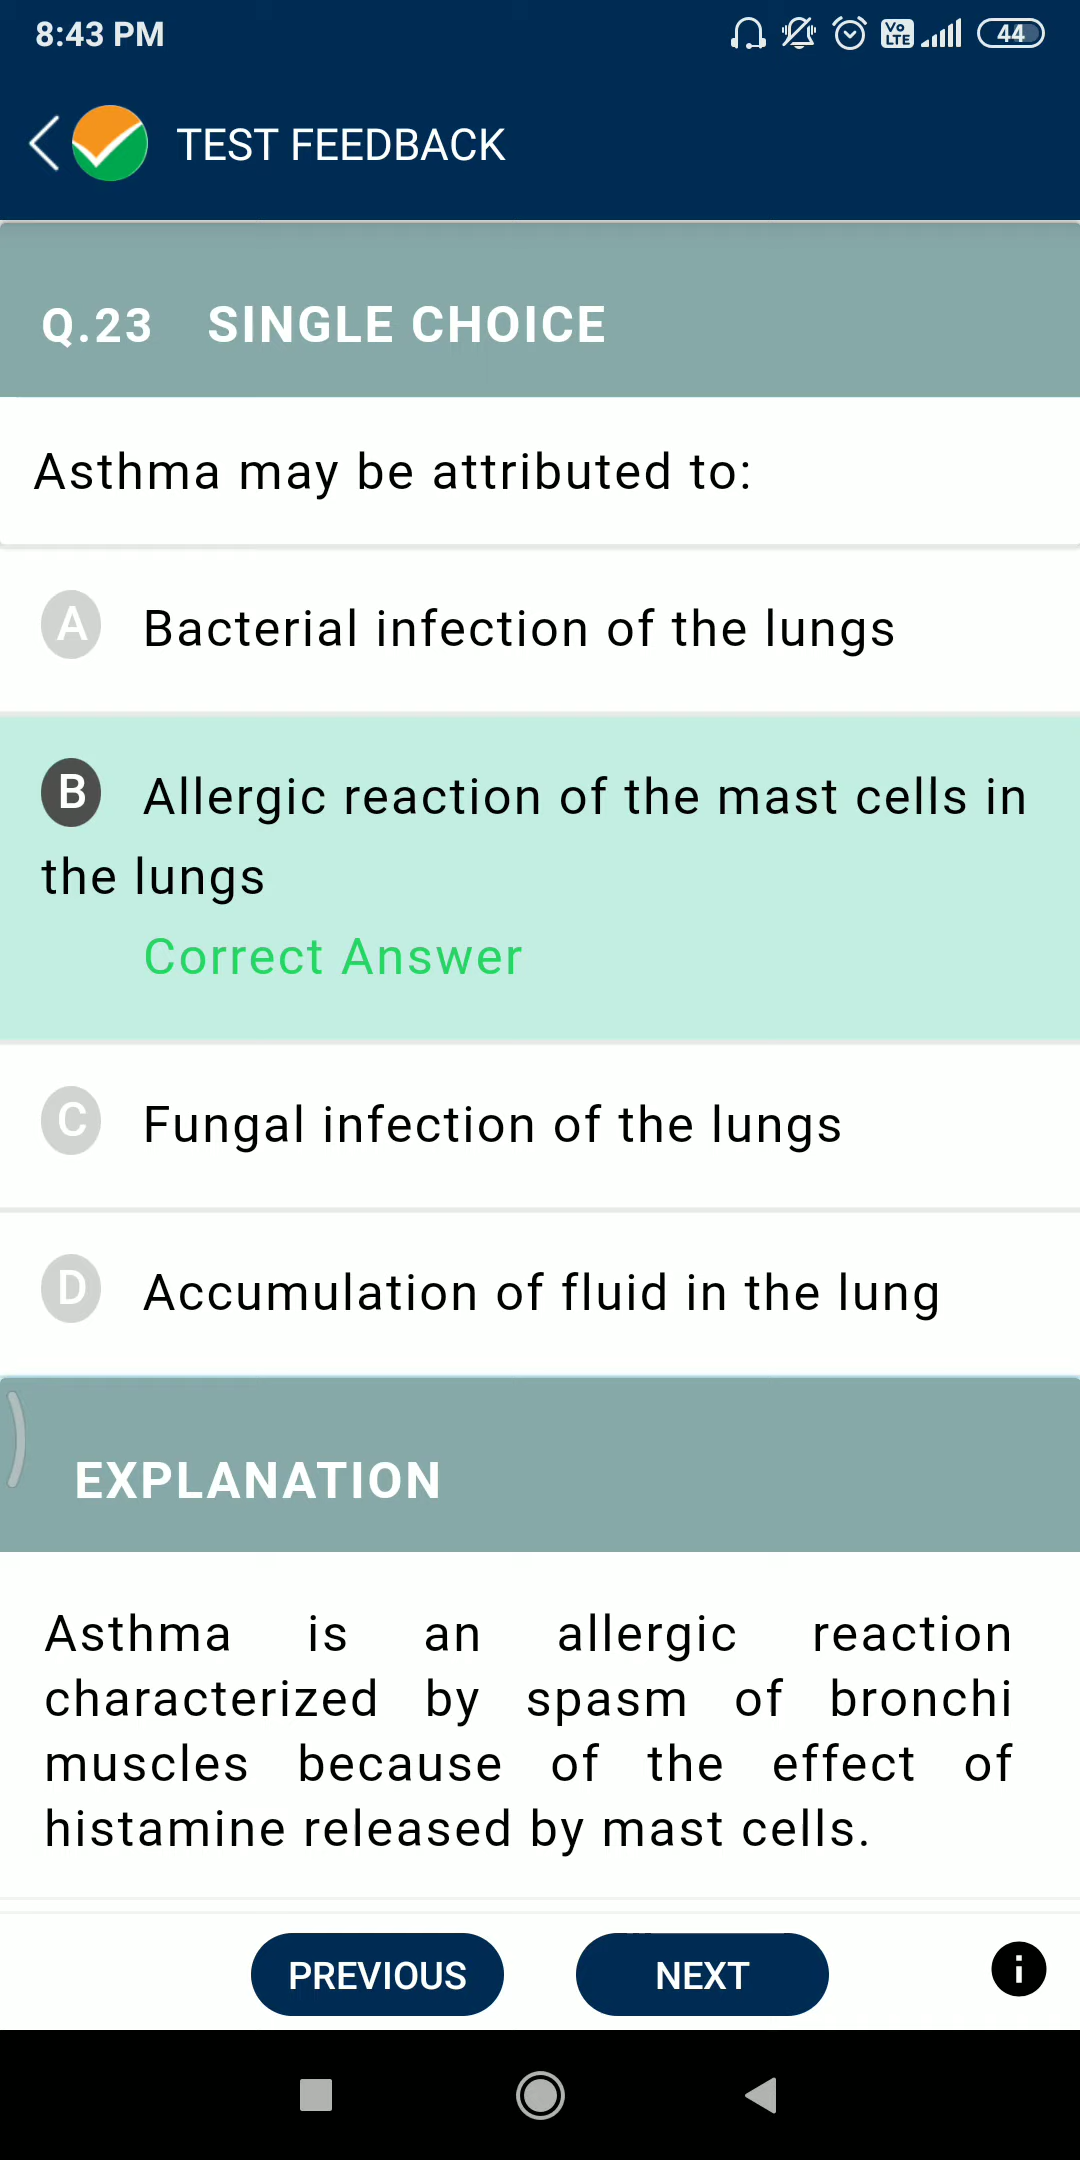 8:43 PM
Vo
LTE
44
TEST FEEDBACK
Q.23 SINGLE CHOICE
Asthma may be attributed to:
A Bacterial infection of the lungs
B Allergic reaction of the mast cells in
the lungs
Correct Answer
C Fungal infection of the lungs
D Accumulation of fluid in the lung
EXPLANATION
Asthma is an allergic reaction
characterized by spasm of bronchi
muscles because of the effect of
histamine released by mast cells.
PREVIOUS NEXT
i